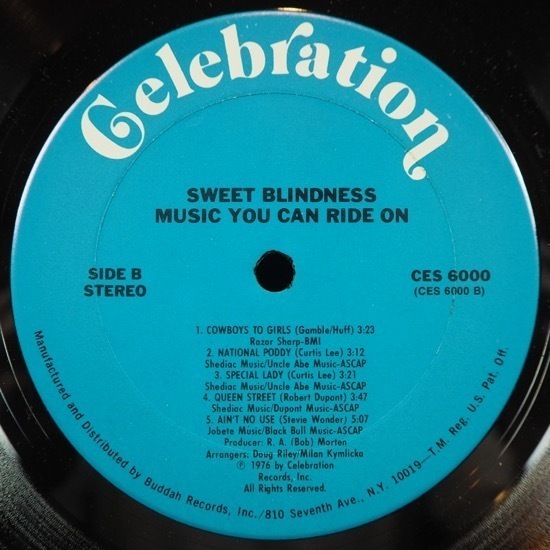 Celebration
SWEET BLINDNESS
MUSIC YOU CAN RIDE ON
SIDE B
STEREO
CES 6000
(CES 6000 B)
1. COWBOYS TO GIRLS (Gamble/Huff) 3:23
Razor Sharp-BMI
2. NATIONAL PODDY (Curtis Lee) 3:12
Shediac Music/Uncle Abe Music-ASCAP
3. SPECIAL LADY (Curtis Lee) 3:21
Shediac Music/Uncle Abe Music-ASCAP
4. QUEEN STREET (Robert Dupont) 3:47
Shediac Music/Dupont Music-ASCAP
5. AIN'T NO USE (Stevie Wonder) 5:07
Jobete Music/Black Bull Music-ASCAP
Producer: R. A. (Bob) Morten
Arrangers: Doug Riley/Milan Kymlicka
Ⓟ 1976 by Celebration
Records, Inc.
All Rights Reserved.
Manufactured and Distributed by Buddah Records, Inc./810 Seventh Ave., N.Y. 10019—T.M. Reg. U.S. Pat. Off.